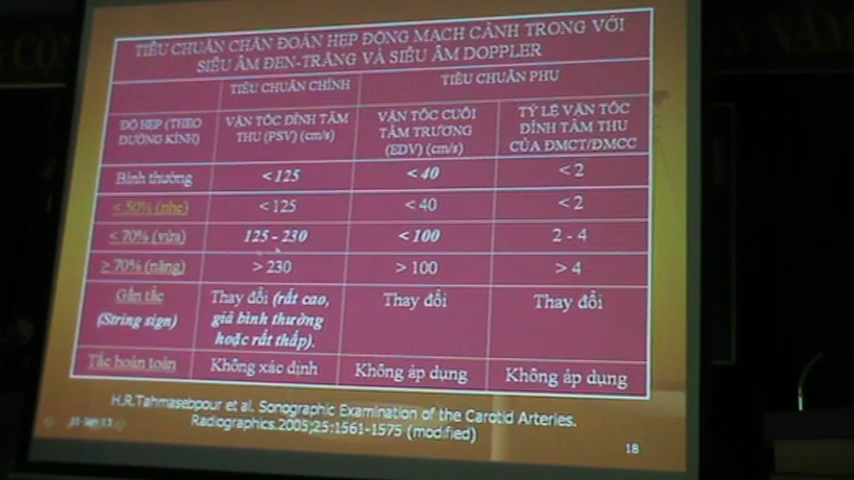 TIÊU CHUẨN CHẨN ĐOÁN HẸP ĐỘNG MẠCH CẢNH TRONG VỚI
SIÊU ÂM ĐEN-TRẮNG VÀ SIÊU ÂM DOPPLER
TIÊU CHUẨN CHÍNH TIÊU CHUẨN PHỤ
ĐỘ HẸP (THEO
ĐƯỜNG KÍNH)
VẬN TỐC ĐỈNH TÂM
THU (PSV) (cm/s)
VẬN TỐC CUỐI
TÂM TRƯƠNG
(EDV) (cm/s)
TỶ LỆ VẬN TỐC
ĐỈNH TÂM THU
CỦA ĐMCT/ĐMCC
Bình thường < 125 < 40 < 2
< 50% (nhẹ) < 125 < 40 < 2
< 70% (vừa) 125 - 230 < 100 2 - 4
≥ 70% (nặng) > 230 > 100 > 4
Gần tắc
(String sign)
Thay đổi (rất cao,
giả bình thường
hoặc rất thấp).
Thay đổi
Thay đổi
Tắc hoàn toàn Không xác định Không áp dụng Không áp dụng
H.R.Tahmasebpour et al. Sonographic Examination of the Carotid Arteries.
Radiographics.2005;25:1561-1575 (modified)
18